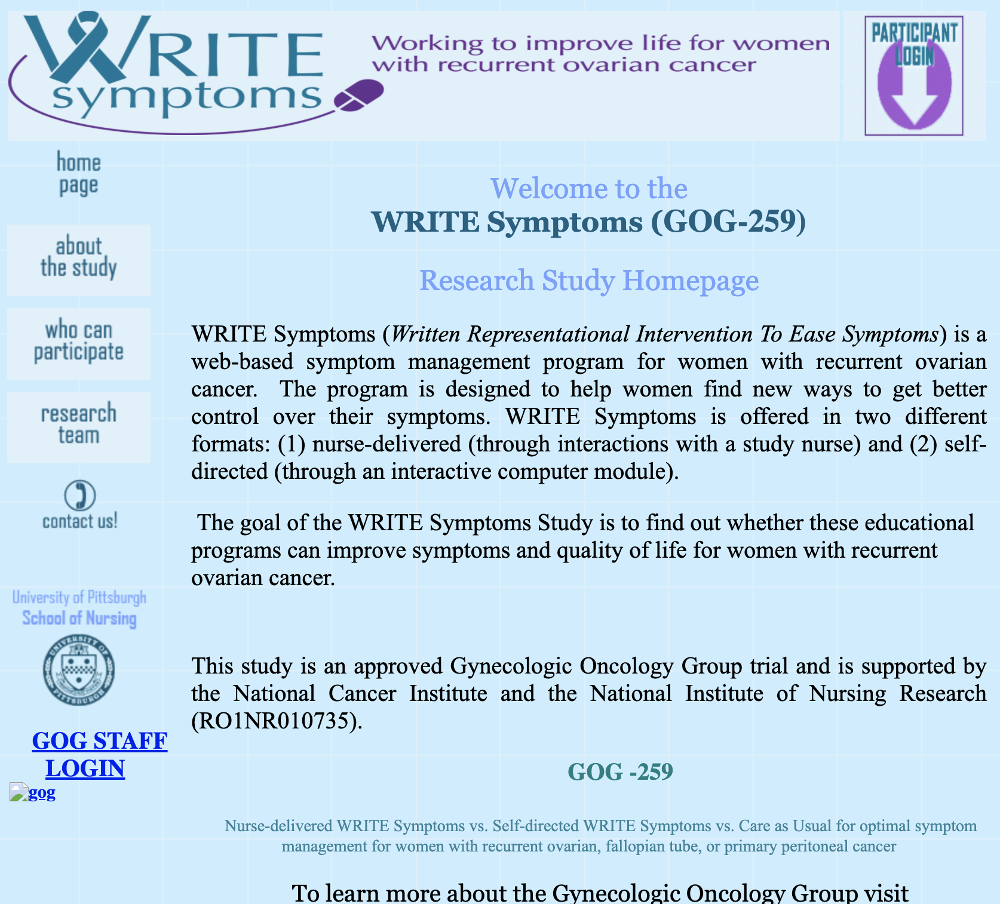 WRITE
symptoms
Working to improve life for women
with recurrent ovarian cancer
PARTICIPANT
LOGIN
home
page
about
the study
who can
participate
research
team
contact us!
University of Pittsburgh
School of Nursing
UNIVERSITY OF
PITTSBURGH
GOG STAFF
LOGIN
gog
Welcome to the
WRITE Symptoms (GOG-259)
Research Study Homepage
WRITE Symptoms (Written Representational Intervention To Ease Symptoms) is a
web-based symptom management program for women with recurrent ovarian
cancer.  The program is designed to help women find new ways to get better
control over their symptoms. WRITE Symptoms is offered in two different
formats: (1) nurse-delivered (through interactions with a study nurse) and (2) self-
directed (through an interactive computer module).
The goal of the WRITE Symptoms Study is to find out whether these educational
programs can improve symptoms and quality of life for women with recurrent
ovarian cancer.
This study is an approved Gynecologic Oncology Group trial and is supported by
the National Cancer Institute and the National Institute of Nursing Research
(RO1NR010735).
GOG -259
Nurse-delivered WRITE Symptoms vs. Self-directed WRITE Symptoms vs. Care as Usual for optimal symptom
management for women with recurrent ovarian, fallopian tube, or primary peritoneal cancer
To learn more about the Gynecologic Oncology Group visit